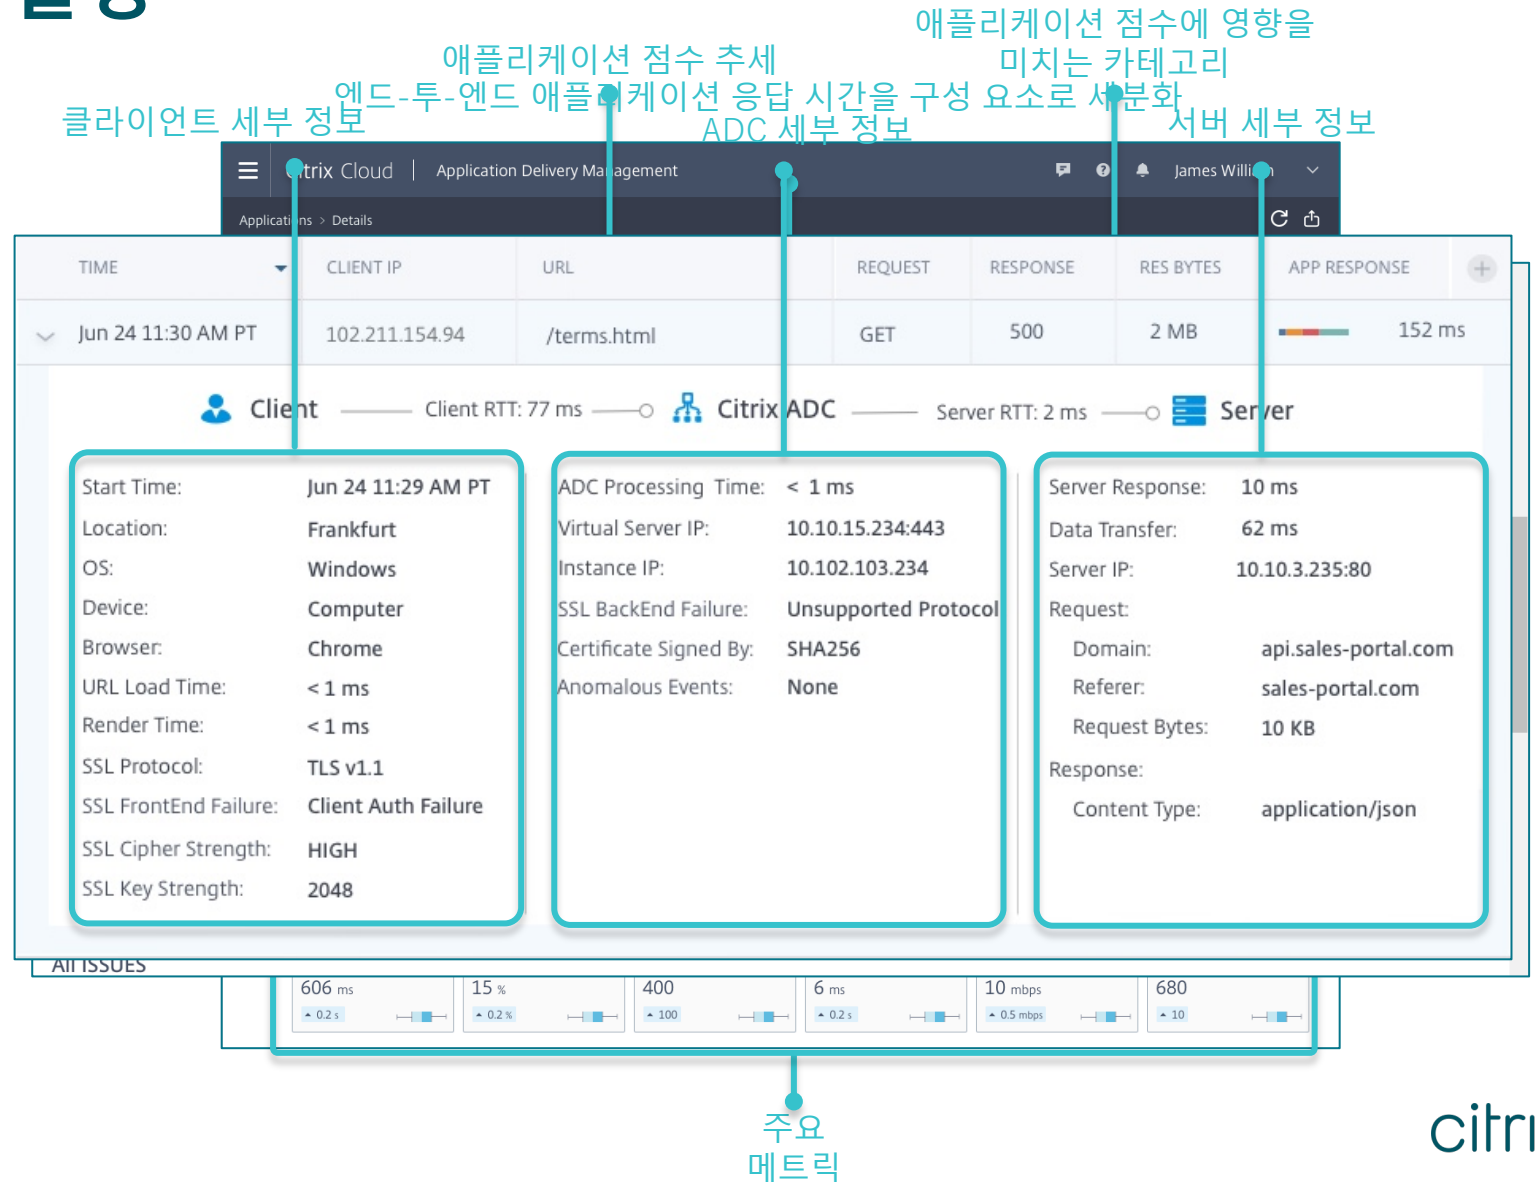 애플리케이션 점수에 영향을
미치는 카테고리
애플리케이션 점수 추세
엔드-투-엔드 애플리케이션 응답 시간을 구성 요소로 세분화
클라이언트 세부 정보
ADC 세부 정보
서버 세부 정보
Citrix Cloud | Application Delivery Management
James William
Applications > Details
TIME CLIENT IP URL REQUEST RESPONSE RES BYTES APP RESPONSE
Jun 24 11:30 AM PT 102.211.154.94 /terms.html GET 500 2 MB 152 ms
Client Client RTT: 77 ms Citrix ADC Server RTT: 2 ms Server
Start Time: Jun 24 11:29 AM PT
Location: Frankfurt
OS: Windows
Device: Computer
Browser: Chrome
URL Load Time: < 1 ms
Render Time: < 1 ms
SSL Protocol: TLS v1.1
SSL FrontEnd Failure: Client Auth Failure
SSL Cipher Strength: HIGH
SSL Key Strength: 2048
ADC Processing Time: < 1 ms
Virtual Server IP: 10.10.15.234:443
Instance IP: 10.102.103.234
SSL BackEnd Failure: Unsupported Protocol
Certificate Signed By: SHA256
Anomalous Events: None
Server Response: 10 ms
Data Transfer: 62 ms
Server IP: 10.10.3.235:80
Request:
Domain: api.sales-portal.com
Referer: sales-portal.com
Request Bytes: 10 KB
Response:
Content Type: application/json
All ISSUES
606 ms 15 % 400 6 ms 10 mbps 680
0.2 s 0.2 % 100 0.2 s 0.5 mbps 10
주요
메트릭
citri